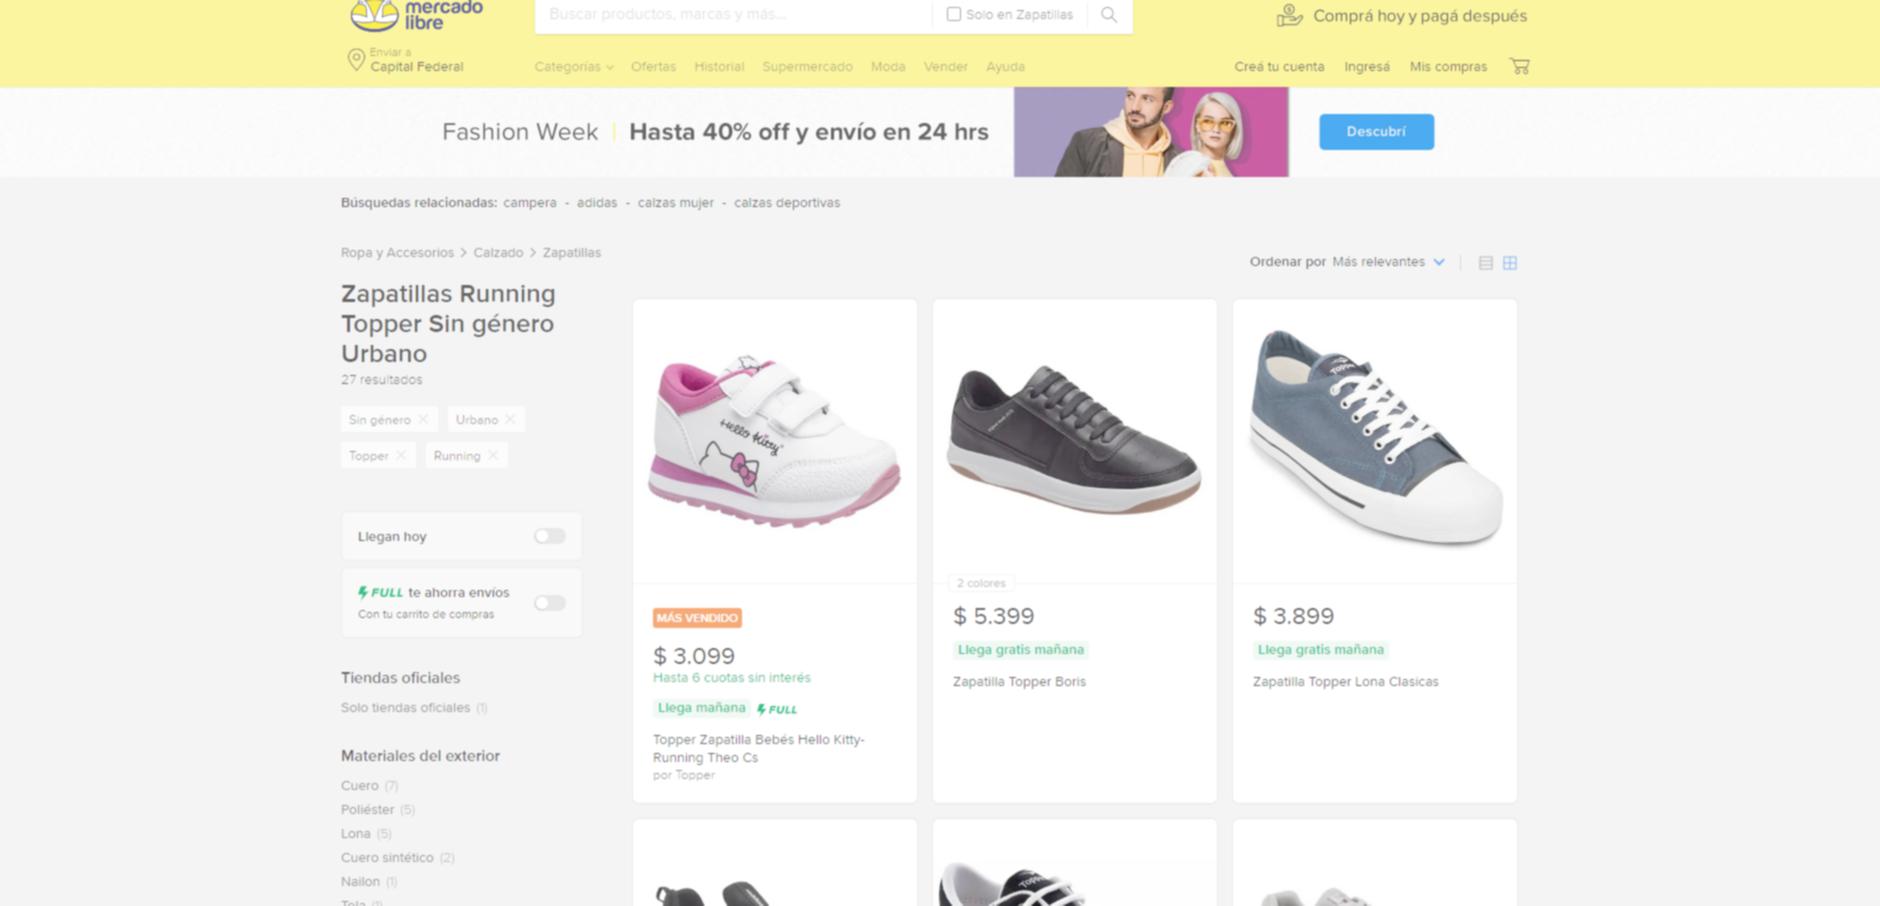 mercado
libre
Buscar productos, marcas y más...
Solo en Zapatillas
Comprá hoy y pagá después
Enviar a
Capital Federal
Categorías
Ofertas
Historial
Supermercado
Moda
Vender
Ayuda
Creá tu cuenta
Ingresá
Mis compras
Fashion Week | Hasta 40% off y envío en 24 hrs
Descubrí
Búsquedas relacionadas: campera - adidas - calzas mujer - calzas deportivas
Ropa y Accesorios > Calzado > Zapatillas
Ordenar por Más relevantes
Zapatillas Running
Topper Sin género
Urbano
27 resultados
Sin género
Urbano
Topper
Running
Llegan hoy
FULL te ahorra envíos
Con tu carrito de compras
Tiendas oficiales
Solo tiendas oficiales (1)
Materiales del exterior
Cuero (7)
Poliéster (5)
Lona (5)
Cuero sintético (2)
Nailon (1)
Tela (1)
Hello Kitty
MÁS VENDIDO
$ 3.099
Hasta 6 cuotas sin interés
Llega mañana FULL
Topper Zapatilla Bebés Hello Kitty-
Running Theo Cs
por Topper
2 colores
$ 5.399
Llega gratis mañana
Zapatilla Topper Boris
Topper
$ 3.899
Llega gratis mañana
Zapatilla Topper Lona Clasicas
Topper